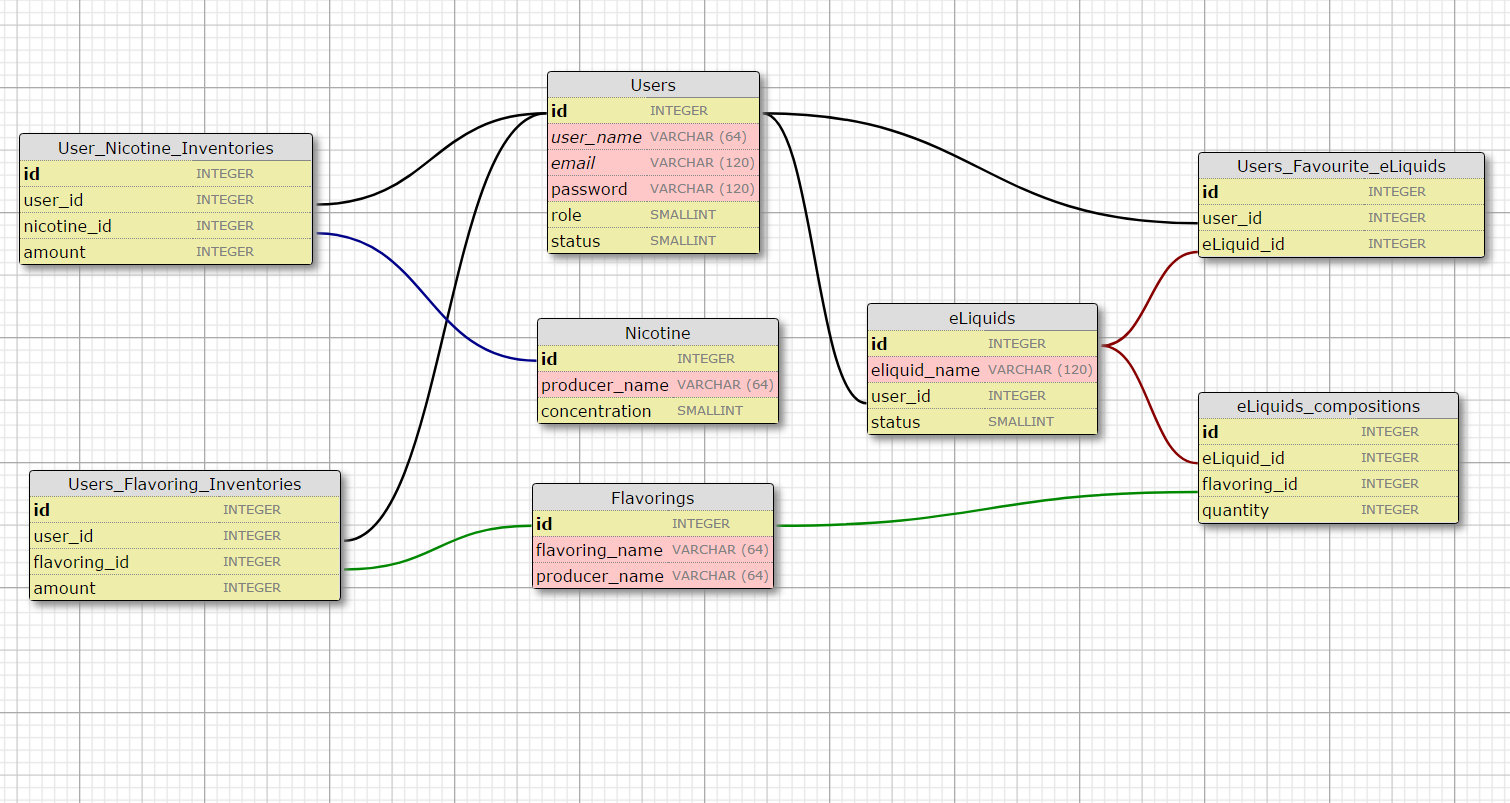 Users
id INTEGER
user_name VARCHAR (64)
email VARCHAR (120)
password VARCHAR (120)
role SMALLINT
status SMALLINT
User_Nicotine_Inventories
id INTEGER
user_id INTEGER
nicotine_id INTEGER
amount INTEGER
Users_Favourite_eLiquids
id INTEGER
user_id INTEGER
eLiquid_id INTEGER
Nicotine
id INTEGER
producer_name VARCHAR (64)
concentration SMALLINT
eLiquids
id INTEGER
eliquid_name VARCHAR (120)
user_id INTEGER
status SMALLINT
eLiquids_compositions
id INTEGER
eLiquid_id INTEGER
flavoring_id INTEGER
quantity INTEGER
Users_Flavoring_Inventories
id INTEGER
user_id INTEGER
flavoring_id INTEGER
amount INTEGER
Flavorings
id INTEGER
flavoring_name VARCHAR (64)
producer_name VARCHAR (64)